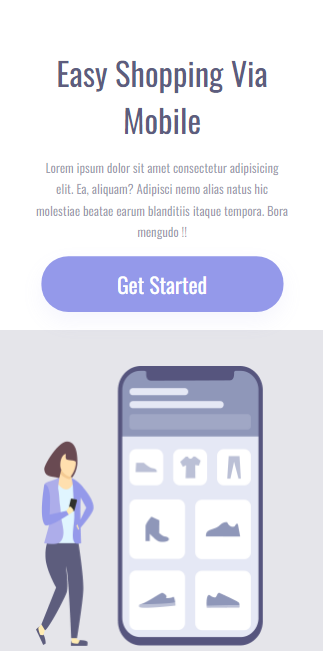 Easy Shopping Via
Mobile
Lorem ipsum dolor sit amet consectetur adipisicing
elit. Ea, aliquam? Adipisci nemo alias natus hic
molestiae beatae earum blanditiis itaque tempora. Bora
mengudo !!
Get Started